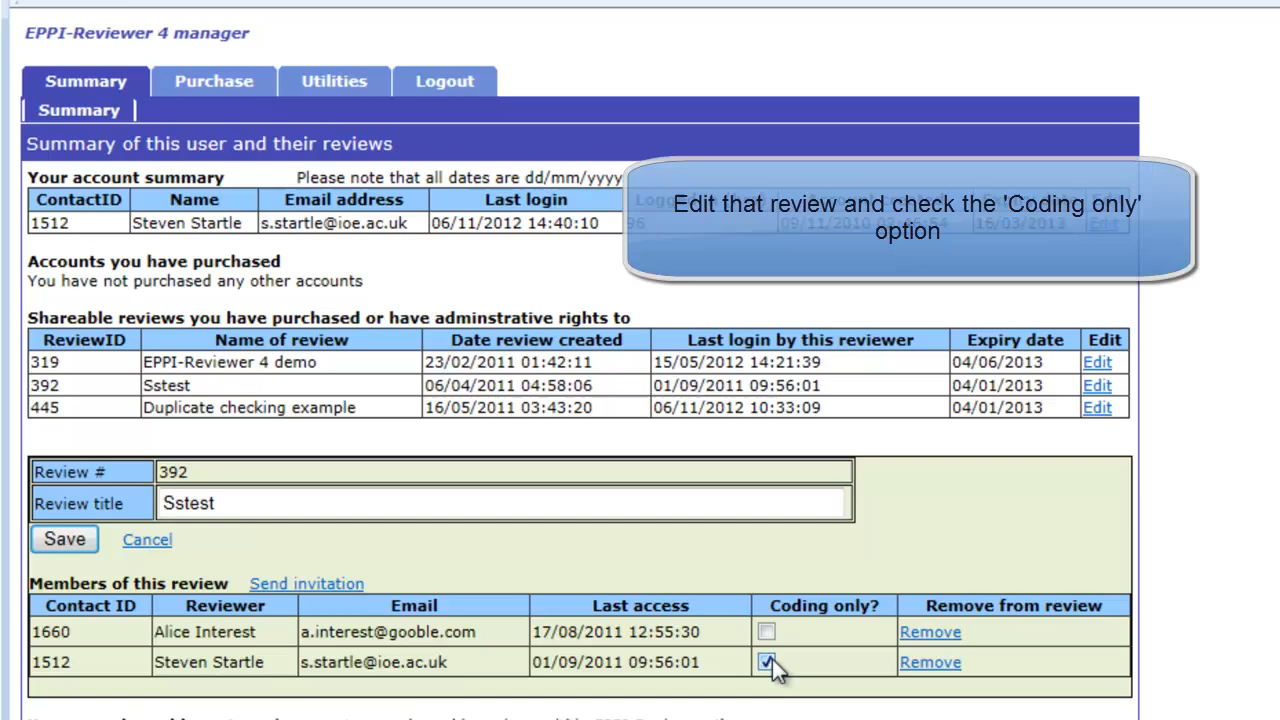 EPPI-Reviewer 4 manager
Summary Purchase Utilities Logout
Summary
Summary of this user and their reviews
Your account summary Please note that all dates are dd/mm/yyyy
Edit that review and check the 'Coding only'
option
ContactID Name Email address Last login Edit
1512 Steven Startle s.startle@ioe.ac.uk 06/11/2012 14:40:10 96 16/03/2013 Edit
Accounts you have purchased
You have not purchased any other accounts
Shareable reviews you have purchased or have adminstrative rights to
ReviewID Name of review Date review created Last login by this reviewer Expiry date Edit
319 EPPI-Reviewer 4 demo 23/02/2011 01:42:11 15/05/2012 14:21:39 04/06/2013 Edit
392 Sstest 06/04/2011 04:58:06 01/09/2011 09:56:01 04/01/2013 Edit
445 Duplicate checking example 16/05/2011 03:43:20 06/11/2012 10:33:09 04/01/2013 Edit
Review # 392
Review title Sstest
Save Cancel
Members of this review Send invitation
Contact ID Reviewer Email Last access Coding only? Remove from review
1660 Alice Interest a.interest@gooble.com 17/08/2011 12:55:30 Remove
1512 Steven Startle s.startle@ioe.ac.uk 01/09/2011 09:56:01 Remove